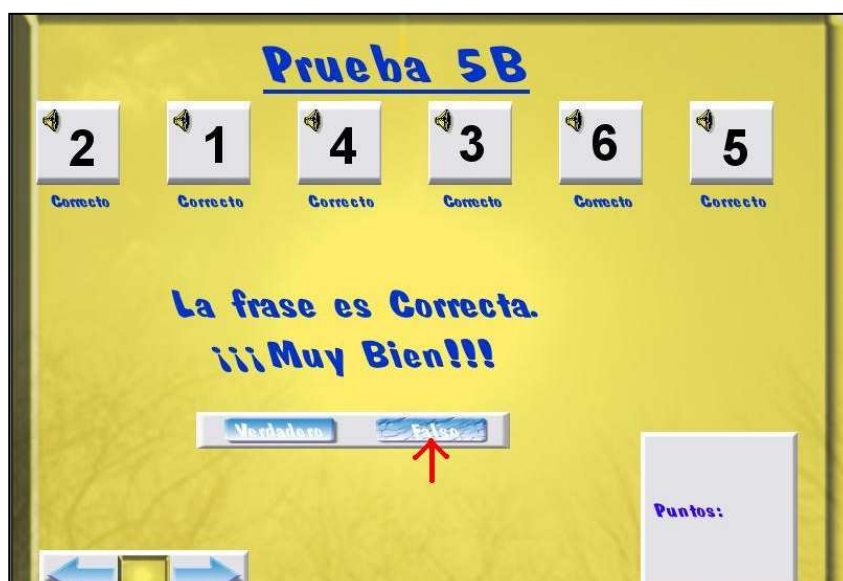 Prueba 5B
2 1 4 3 6 5
Correcto Correcto Correcto Correcto Correcto Correcto
La frase es Correcta.
¡¡¡Muy Bien!!!
Verdadero Falso
Puntos: